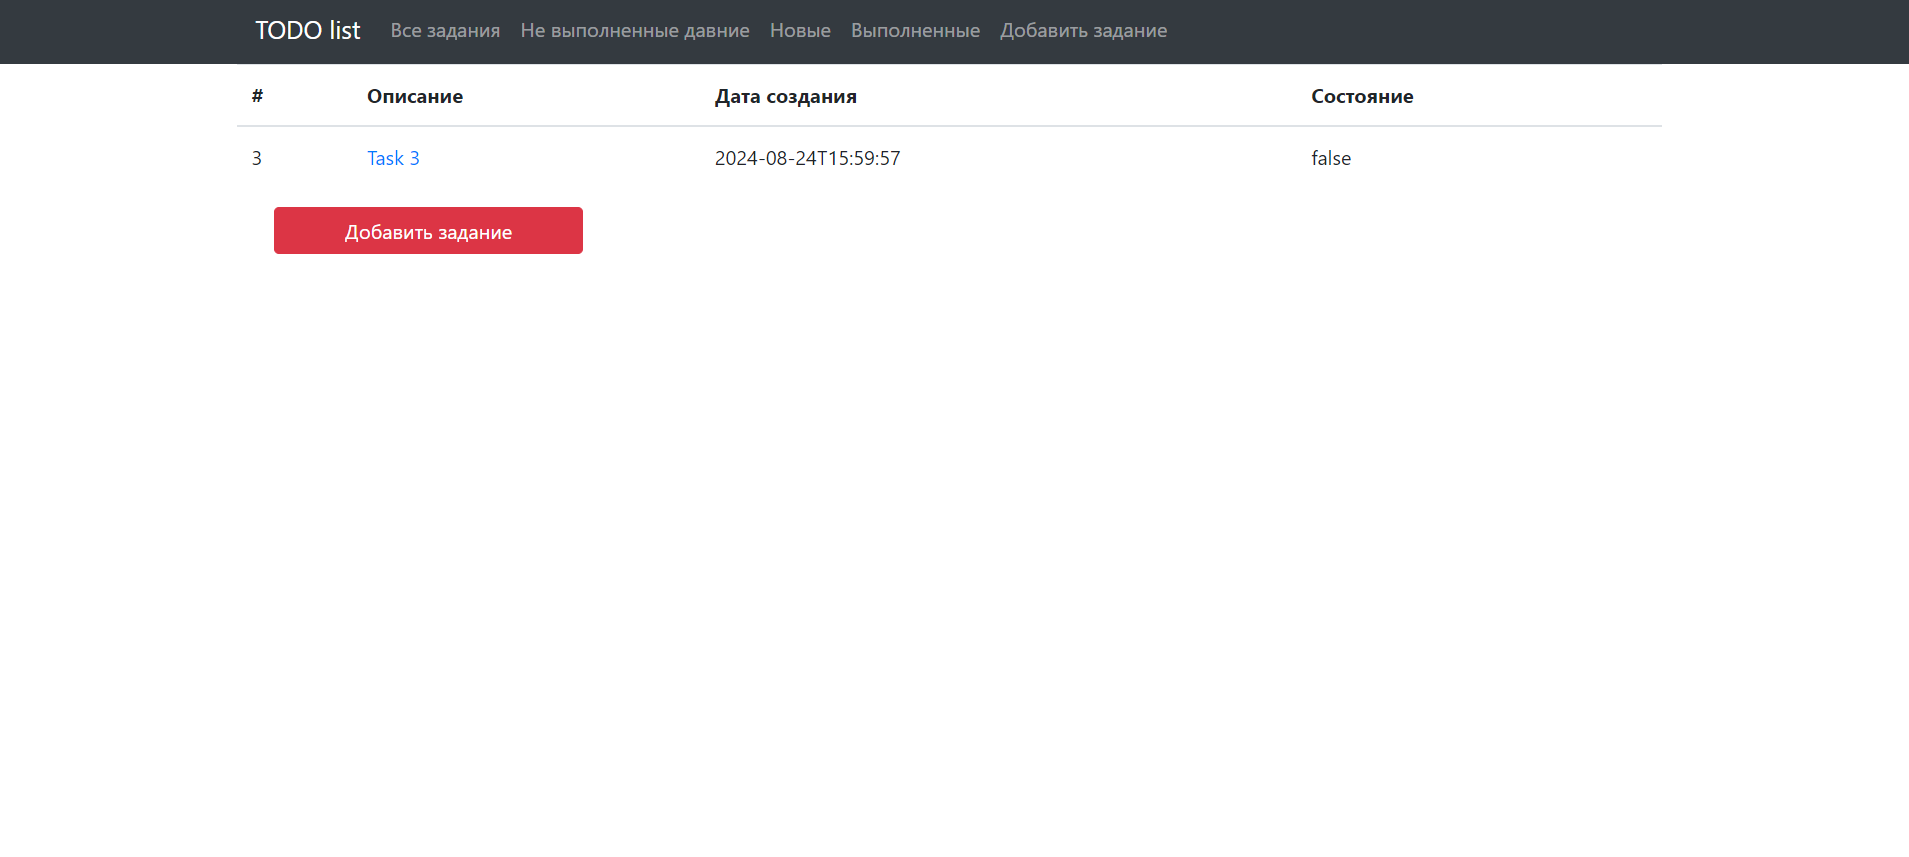 TODO list Все задания Не выполненные давние Новые Выполненные Добавить задание
# Описание Дата создания Состояние
3 Task 3 2024-08-24T15:59:57 false
Добавить задание